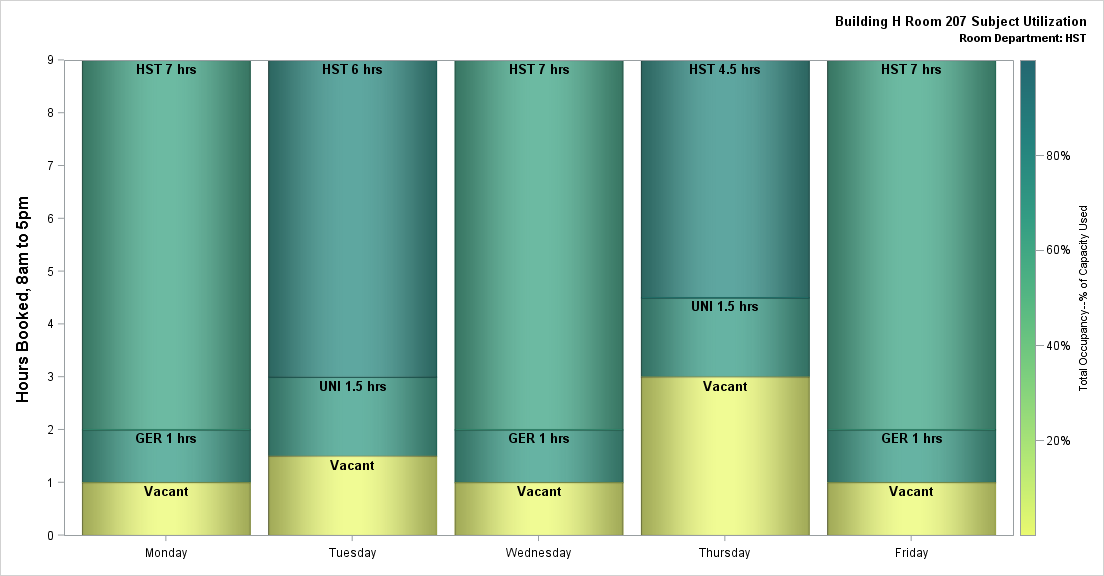 Building H Room 207 Subject Utilization
Room Department: HST
Hours Booked, 8am to 5pm
9
8
7
6
5
4
3
2
1
0
HST 7 hrs
GER 1 hrs
Vacant
HST 6 hrs
UNI 1.5 hrs
Vacant
HST 7 hrs
GER 1 hrs
Vacant
HST 4.5 hrs
UNI 1.5 hrs
Vacant
HST 7 hrs
GER 1 hrs
Vacant
Monday
Tuesday
Wednesday
Thursday
Friday
80%
60%
40%
20%
Total Occupancy--% of Capacity Used